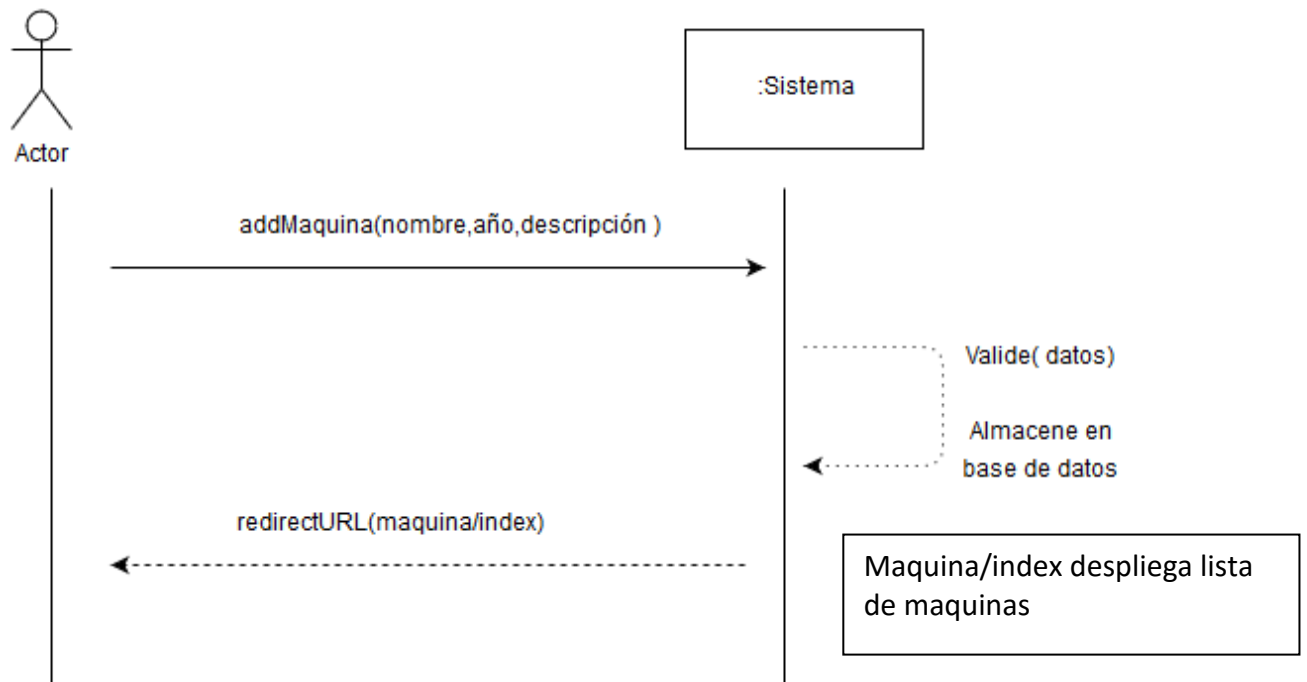 :Sistema
Actor
addMaquina(nombre,año,descripción )
Valide( datos)
Almacene en
base de datos
redirectURL(maquina/index)
Maquina/index despliega lista
de maquinas